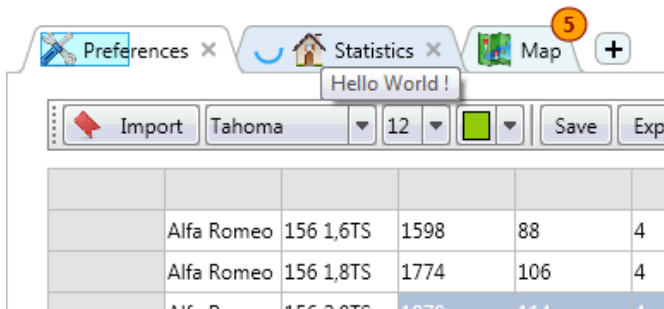 5
Preferences × Statistics × Map +
Hello World !
Import Tahoma 12 Save Exp
Alfa Romeo 156 1,6TS 1598 88 4
Alfa Romeo 156 1,8TS 1774 106 4